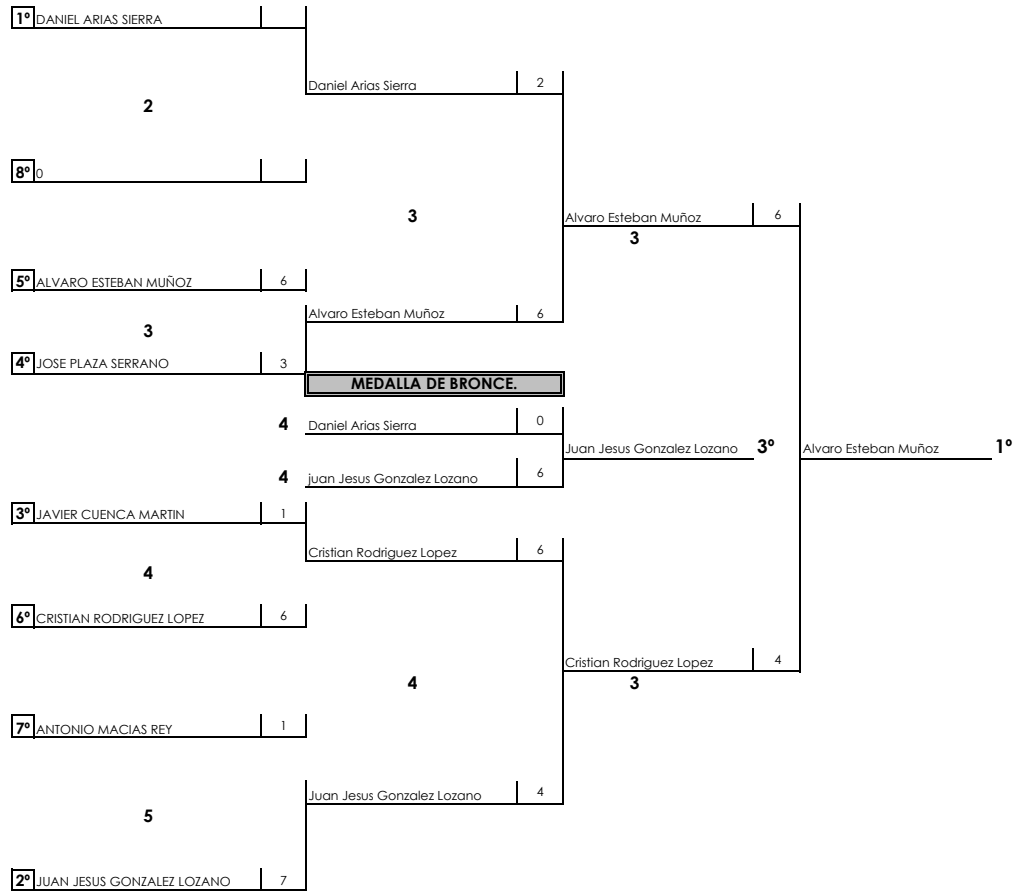 1º DANIEL ARIAS SIERRA
Daniel Arias Sierra 2
2
8º 0
3
Alvaro Esteban Muñoz 6
3
5º ALVARO ESTEBAN MUÑOZ 6
Alvaro Esteban Muñoz 6
3
4º JOSE PLAZA SERRANO 3
MEDALLA DE BRONCE.
4 Daniel Arias Sierra 0
Juan Jesus Gonzalez Lozano 3º
Alvaro Esteban Muñoz 1º
4 juan Jesus Gonzalez Lozano 6
3º JAVIER CUENCA MARTIN 1
Cristian Rodriguez Lopez 6
4
6º CRISTIAN RODRIGUEZ LOPEZ 6
Cristian Rodriguez Lopez 4
4
3
7º ANTONIO MACIAS REY 1
Juan Jesus Gonzalez Lozano 4
5
2º JUAN JESUS GONZALEZ LOZANO 7